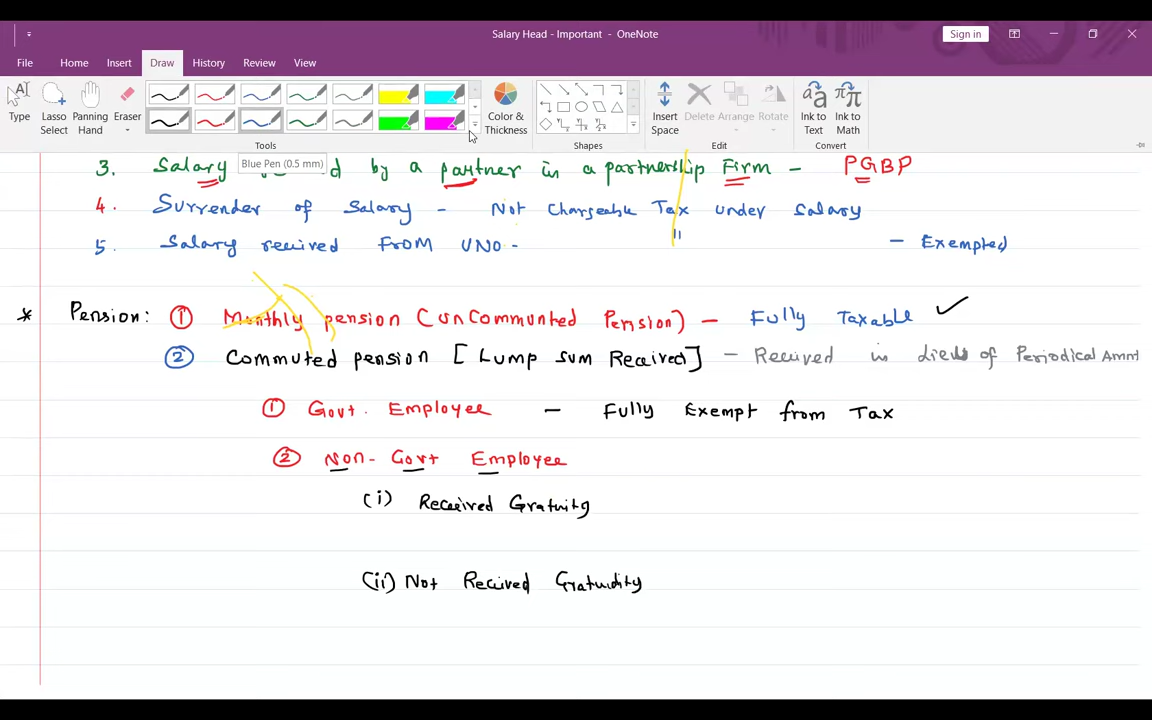 Salary Head - Important - OneNote
Sign in
File Home Insert Draw History Review View
Type Lasso Select Panning Hand Eraser Color & Thickness Insert Space Delete Arrange Rotate Ink to Text Ink to Math
Tools Shapes Edit Convert
Blue Pen (0.5 mm)
3. Salary by a partner in a partnership Firm - PGBP
4. Surrender of Salary - Not Chargeable Tax under Salary
5. Salary received FROM UNO - " - Exempted
* Pension: ① Monthly pension (UnCommunted Pension) - Fully Taxable ✓
② Commuted pension [Lump sum Received] - Received in of Periodical Ammt
① Govt. Employee - Fully Exempt from Tax
② Non-Govt Employee
(i) Receeived Gratuity
(ii) Not Received Gratuidity